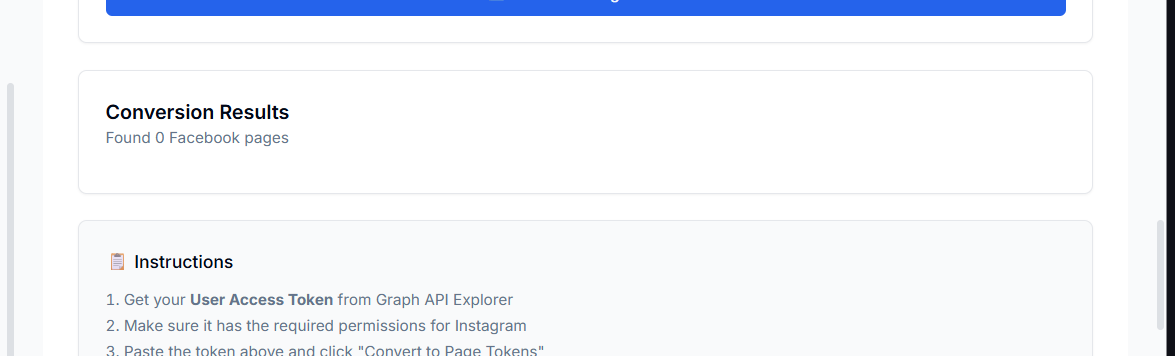 Conversion Results
Found 0 Facebook pages
📋 Instructions
1. Get your User Access Token from Graph API Explorer
2. Make sure it has the required permissions for Instagram
3. Paste the token above and click "Convert to Page Tokens"